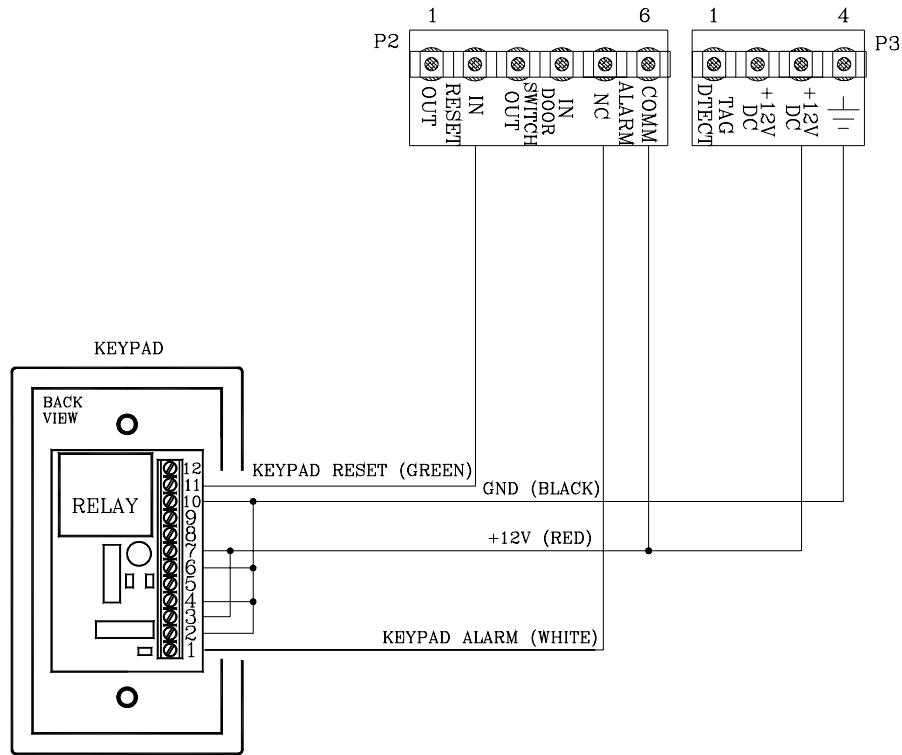 1
6
1
4
P2
P3
OUT
RESET
IN
OUT
SWITCH
DOOR
IN
NC
ALARM
COMM
DTECT
TAG
DC
+12V
DC
+12V
KEYPAD
BACK
VIEW
RELAY
12
11
10
9
8
7
6
5
4
3
2
1
KEYPAD RESET (GREEN)
GND (BLACK)
+12V (RED)
KEYPAD ALARM (WHITE)